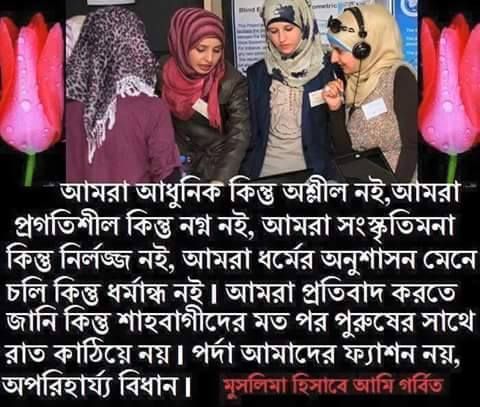 Blind E
আমরা আধুনিক কিন্তু অশ্লীল নই,আমরা
প্রগতিশীল কিন্তু নগ্ন নই, আমরা সংস্কৃতিমনা
কিন্তু নির্লজ্জ নই, আমরা ধর্মের অনুশাসন মেনে
চলি কিন্তু ধর্মান্ধ নই। আমরা প্রতিবাদ করতে
জানি কিন্তু শাহবাগীদের মত পর পুরুষের সাথে
রাত কাঠিয়ে নয়। পর্দা আমাদের ফ্যাশন নয়,
অপরিহার্য্য বিধান। মুসলিমা হিসাবে আমি গর্বিত